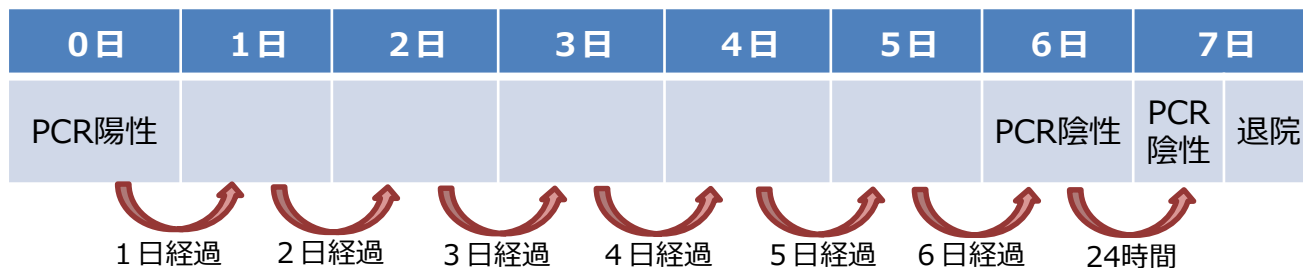 0日 1日 2日 3日 4日 5日 6日 7日
PCR陽性 PCR陰性 PCR陰性 退院
1日経過 2日経過 3日経過 4日経過 5日経過 6日経過 24時間